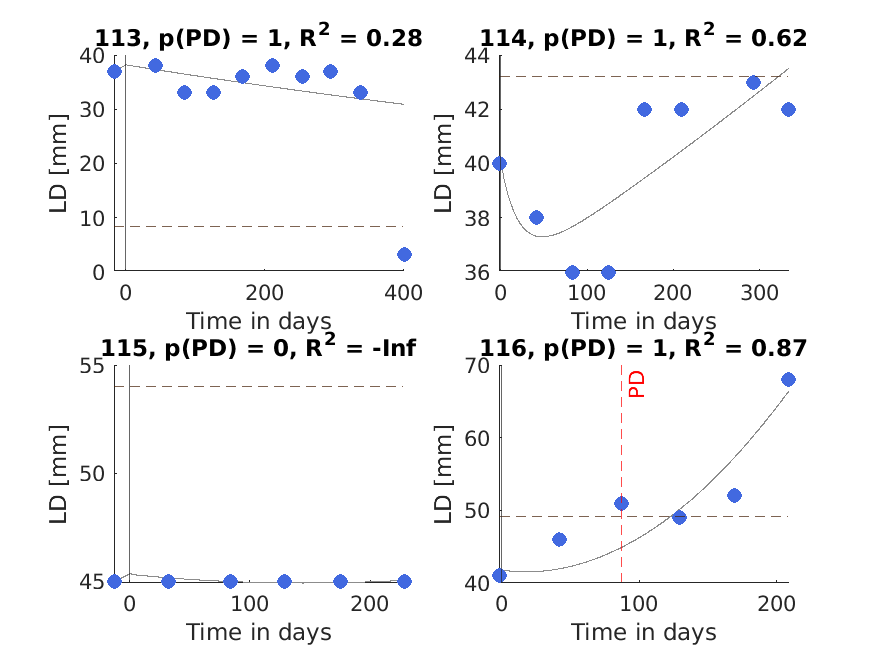 113, p(PD) = 1, R² = 0.28
LD [mm]
40
30
20
10
0
0 200 400
Time in days
114, p(PD) = 1, R² = 0.62
LD [mm]
44
42
40
38
36
0 100 200 300
Time in days
115, p(PD) = 0, R² = -Inf
LD [mm]
55
50
45
0 100 200
Time in days
116, p(PD) = 1, R² = 0.87
LD [mm]
70
60
50
40
PD
0 100 200
Time in days